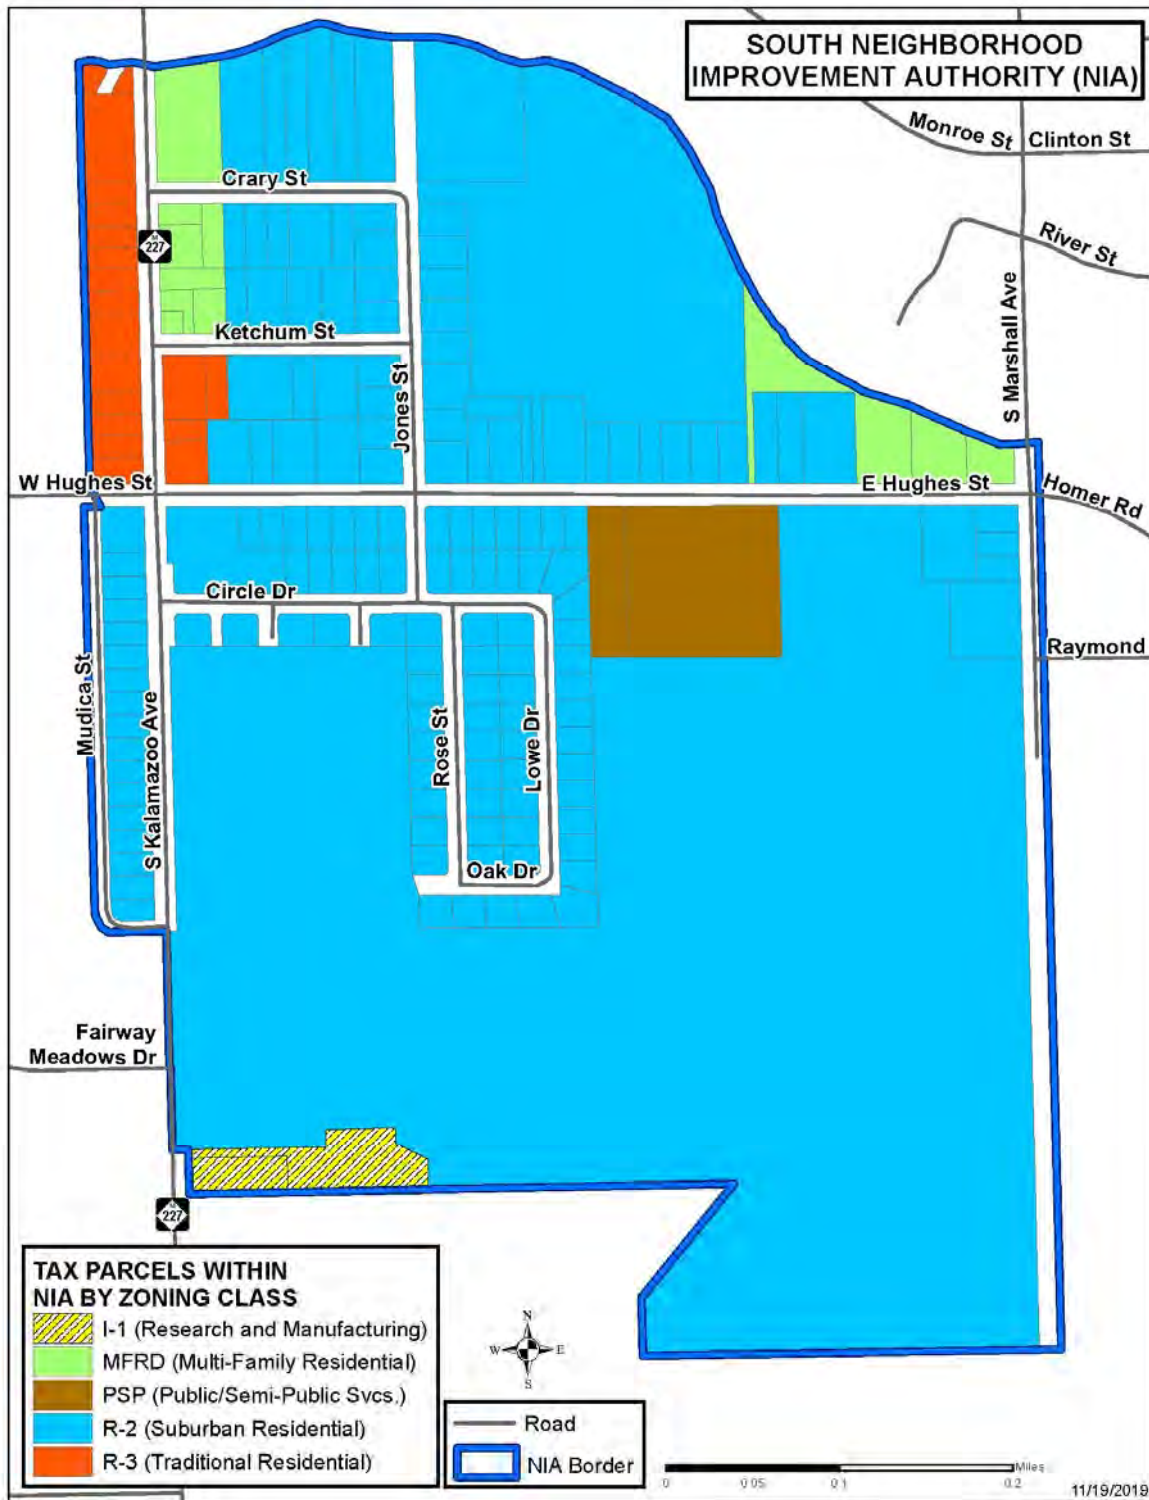 SOUTH NEIGHBORHOOD
IMPROVEMENT AUTHORITY (NIA)
Monroe St
Clinton St
Crary St
River St
M
227
S Marshall Ave
Ketchum St
Jones St
W Hughes St
E Hughes St
Homer Rd
Circle Dr
Mudica St
S Kalamazoo Ave
Rose St
Lowe Dr
Raymond
Oak Dr
Fairway
Meadows Dr
M
227
TAX PARCELS WITHIN
NIA BY ZONING CLASS
I-1 (Research and Manufacturing)
MFRD (Multi-Family Residential)
PSP (Public/Semi-Public Svcs.)
R-2 (Suburban Residential)
R-3 (Traditional Residential)
N
W E
S
Road
NIA Border
Miles
0 0.05 0.1 0.2
11/19/2019